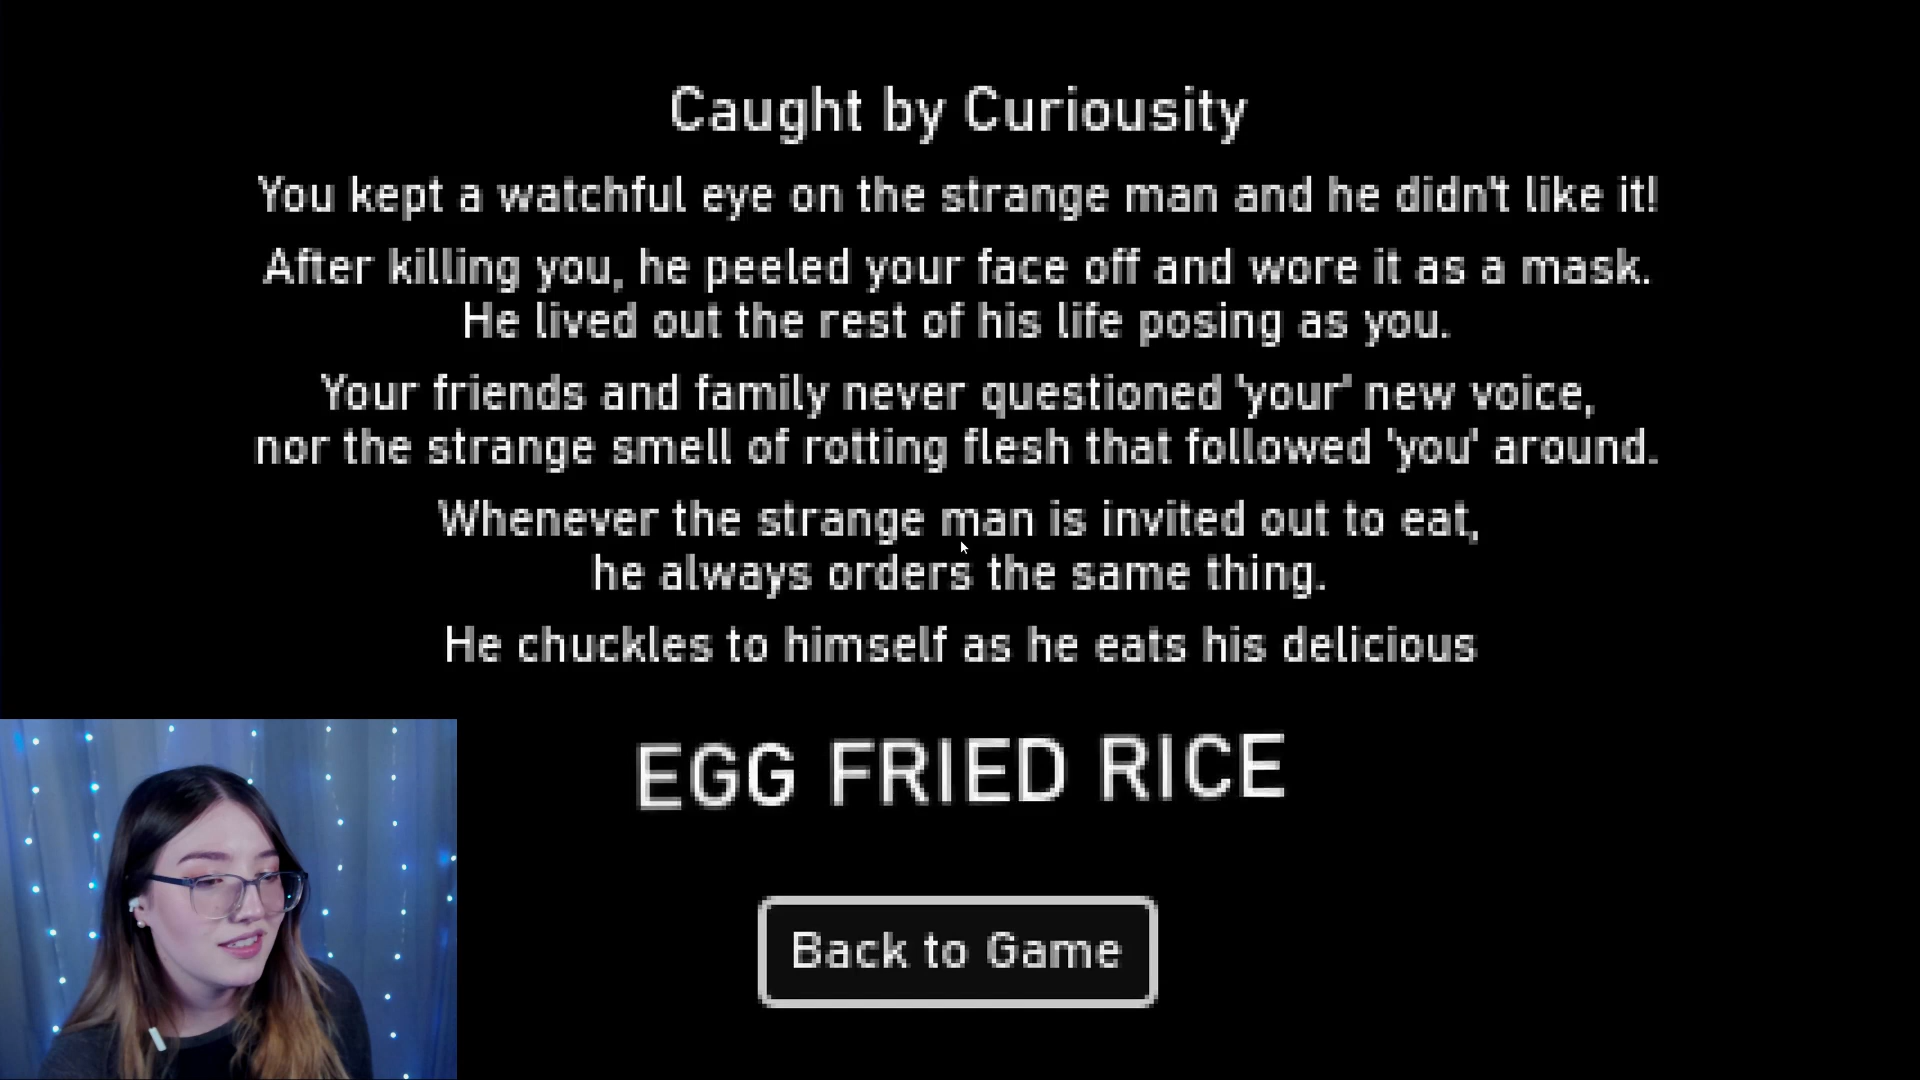 Caught by Curiousity
You kept a watchful eye on the strange man and he didn't like it!
After killing you, he peeled your face off and wore it as a mask.
He lived out the rest of his life posing as you.
Your friends and family never questioned 'your' new voice,
nor the strange smell of rotting flesh that followed 'you' around.
Whenever the strange man is invited out to eat,
he always orders the same thing.
He chuckles to himself as he eats his delicious
EGG FRIED RICE
Back to Game